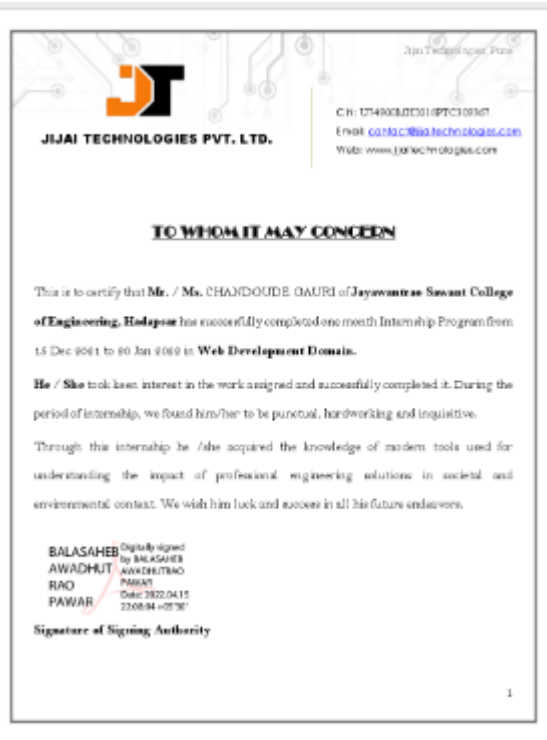 Jijai Technologies, Pune
JT
JIJAI TECHNOLOGIES PVT. LTD.
Email: contact@jijaitechnologies.com
Web: www.jijaitechnologies.com
TO WHOM IT MAY CONCERN
This is to certify that Mr. / Ms. CHANDOUDE GAURI of Jayawantrao Sawant College
of Engineering, Hadapsar has successfully completed one month Internship Program from
15 Dec 2021 to 20 Jan 2022 in Web Development Domain.
He / She took keen interest in the work assigned and successfully completed it. During the
period of internship, we found him/her to be punctual, hardworking and inquisitive.
Through this internship he /she acquired the knowledge of modern tools used for
understanding the impact of professional engineering solutions in societal and
environmental context. We wish him luck and success in all his future endeavors.
BALASAHEB
AWADHUT
RAO
PAWAR
Digitally signed
by BALASAHEB
AWADHUTRAO
PAWAR
Date: 2022.04.15
22:08:04 +05'30'
Signature of Signing Authority
1